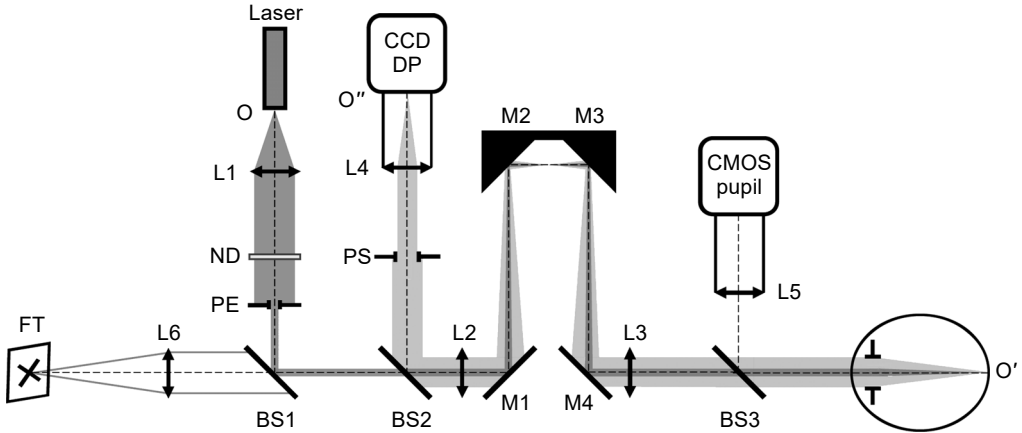 Laser
CCD
DP
O
O″
M2
M3
L1
L4
CMOS
pupil
ND
PS
PE
L5
FT
L6
L2
L3
O′
BS1
BS2
M1
M4
BS3